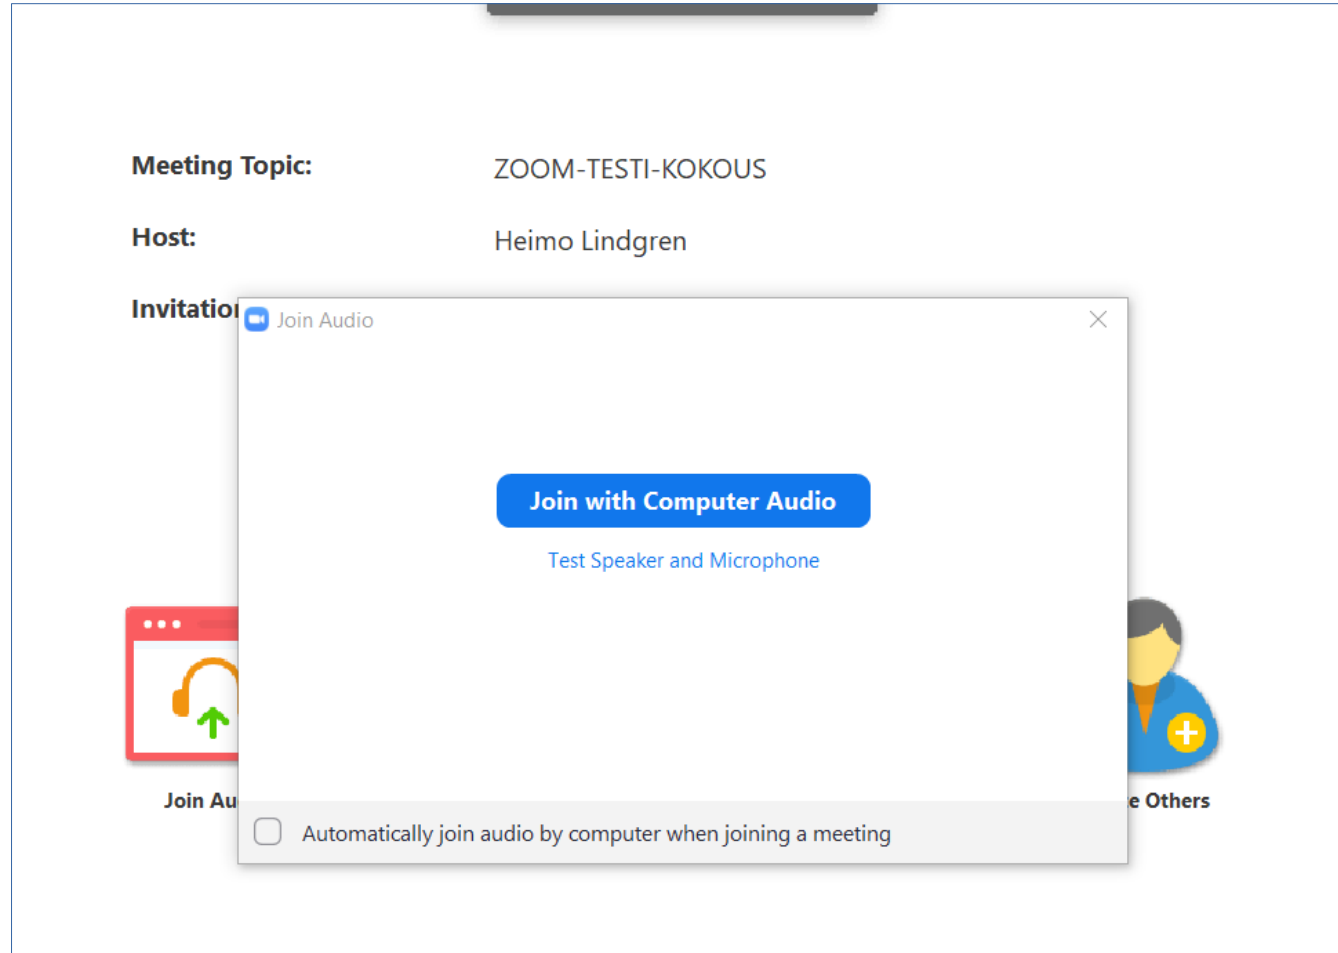 Meeting Topic: ZOOM-TESTI-KOKOUS
Host: Heimo Lindgren
Join Audio
Join with Computer Audio
Test Speaker and Microphone
Others
Automatically join audio by computer when joining a meeting